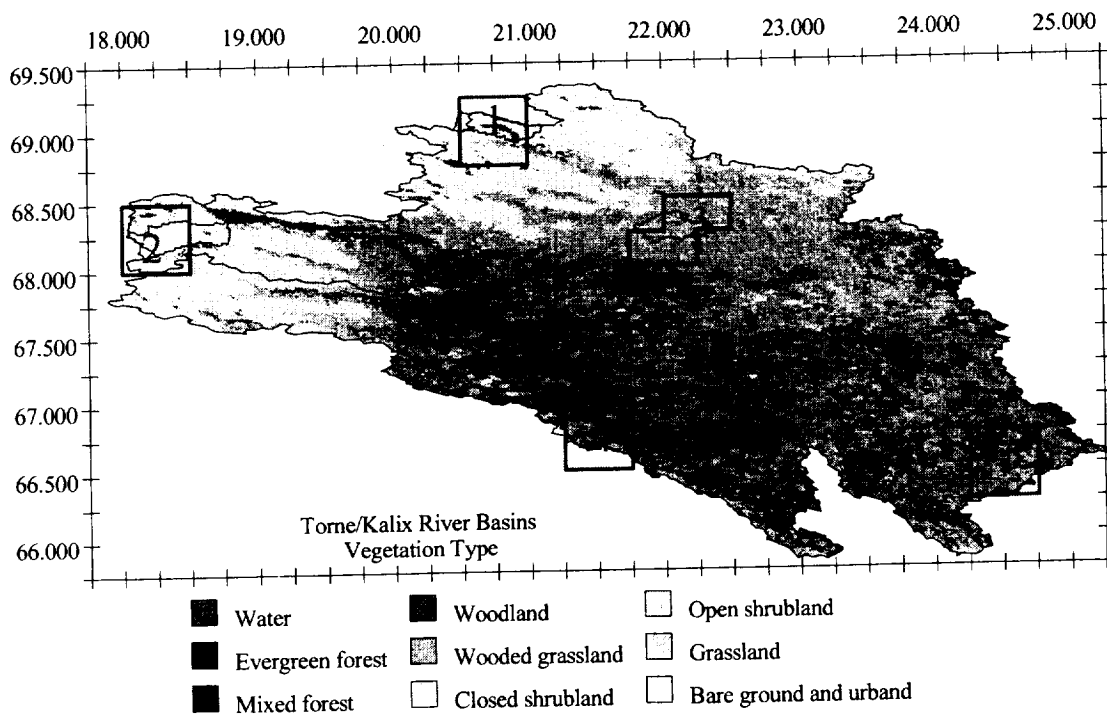 18.000 19.000 20.000 21.000 22.000 23.000 24.000 25.000
69.500
69.000
68.500
68.000
67.500
67.000
66.500
66.000
1
2
Torne/Kalix River Basins
Vegetation Type
Water
Woodland
Open shrubland
Evergreen forest
Wooded grassland
Grassland
Mixed forest
Closed shrubland
Bare ground and urband